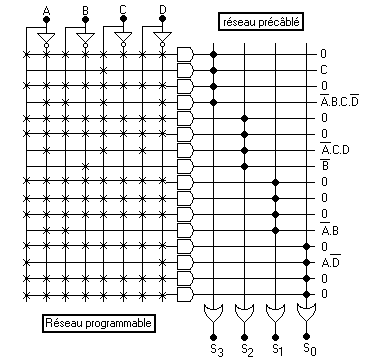 A B C D
réseau précâblé
0
C
0
A̅.B.C.D̅
0
0
A̅.C.D
B̅
0
0
0
A̅.B
0
A.D̅
0
0
Réseau programmable
S3 S2 S1 S0